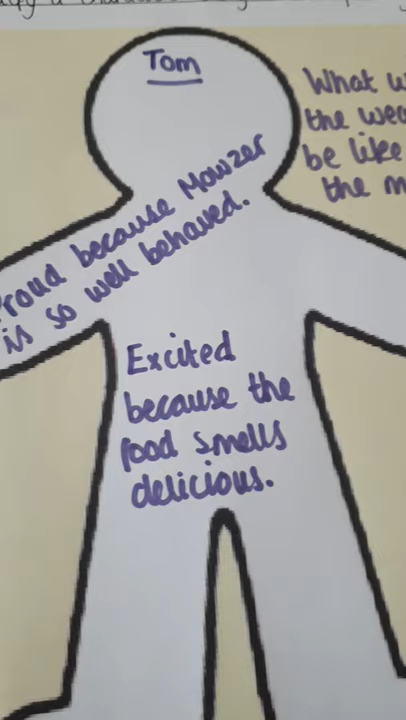 Tom
What
the
be like
the
Proud because Mowzer
is so well behaved.
Excited
because the
food smells
delicious.